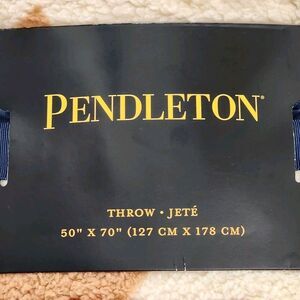 PENDLETON®
THROW • JETÉ
50" X 70" (127 CM X 178 CM)